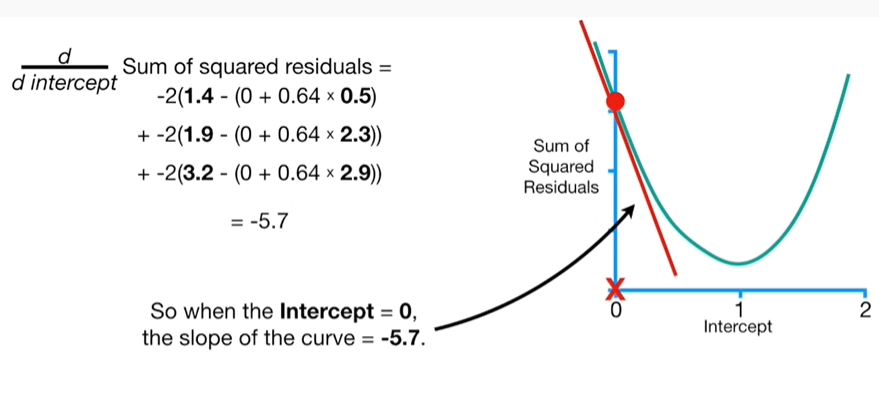 d
d intercept
Sum of squared residuals =
-2(1.4 - (0 + 0.64 × 0.5)
+ -2(1.9 - (0 + 0.64 × 2.3))
+ -2(3.2 - (0 + 0.64 × 2.9))
= -5.7
So when the Intercept = 0,
the slope of the curve = -5.7.
Sum of
Squared
Residuals
0
1
2
Intercept